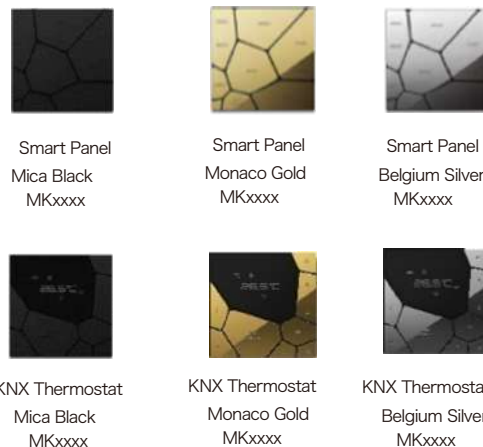 Smart Panel
Mica Black
MKxxxx
Smart Panel
Monaco Gold
MKxxxx
Smart Panel
Belgium Silver
MKxxxx
KNX Thermostat
Mica Black
MKxxxx
KNX Thermostat
Monaco Gold
MKxxxx
KNX Thermosta
Belgium Silver
MKxxxx